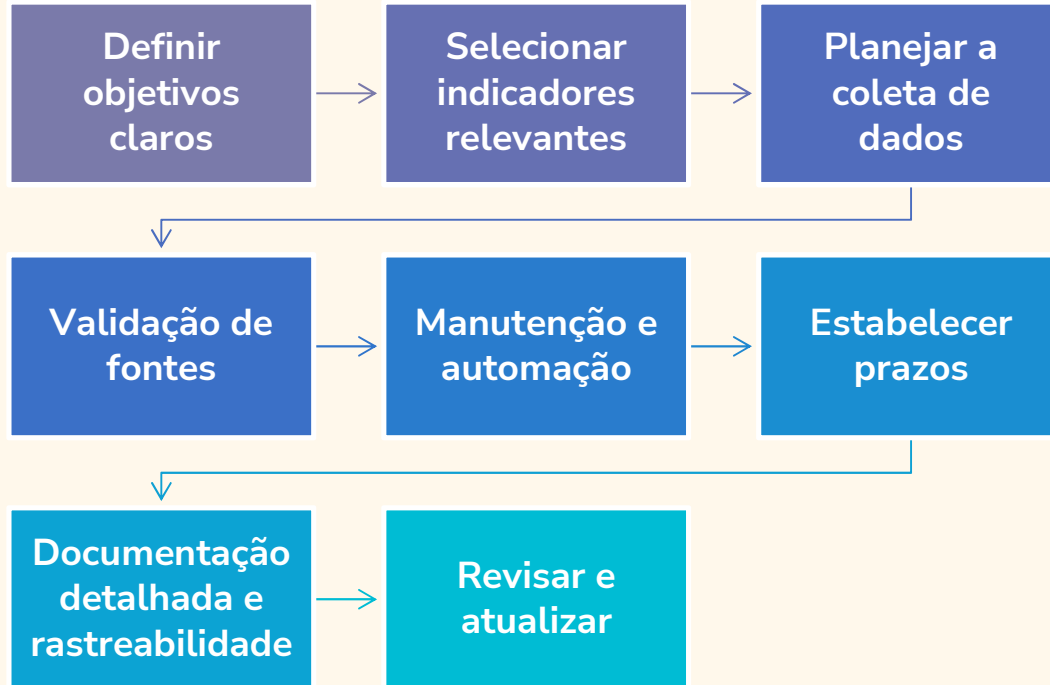 Definir
objetivos
claros
Selecionar
indicadores
relevantes
Planejar a
coleta de
dados
Validação de
fontes
Manutenção e
automação
Estabelecer
prazos
Documentação
detalhada e
rastreabilidade
Revisar e
atualizar